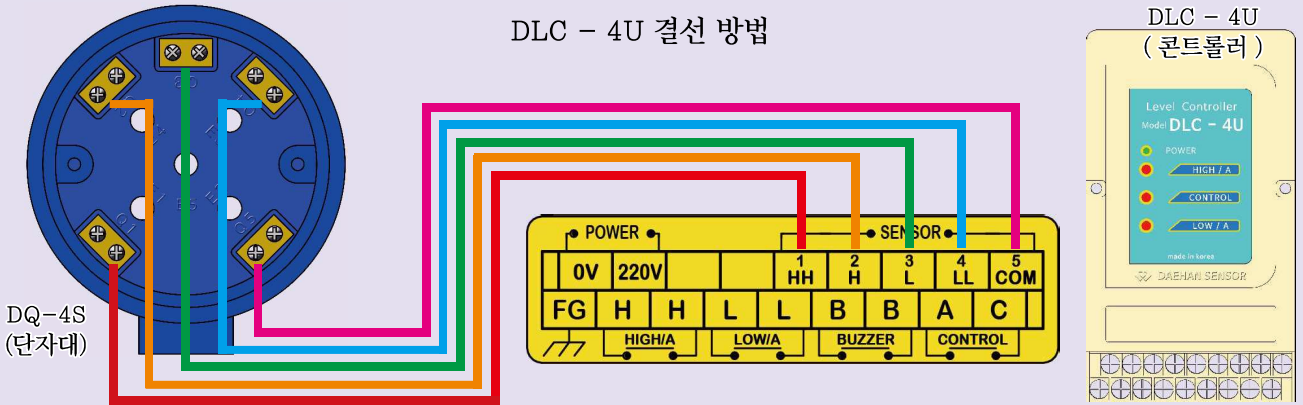 DLC - 4U 결선 방법
DLC - 4U
( 콘트롤러 )
DQ-4S
(단자대)
POWER
SENSOR
0V 220V 1 HH 2 H 3 L 4 LL 5 COM
FG H H L L B B A C
HIGH/A LOW/A BUZZER CONTROL
Level Controller
Model DLC - 4U
POWER
HIGH / A
CONTROL
LOW / A
made in korea
DAEHAN SENSOR